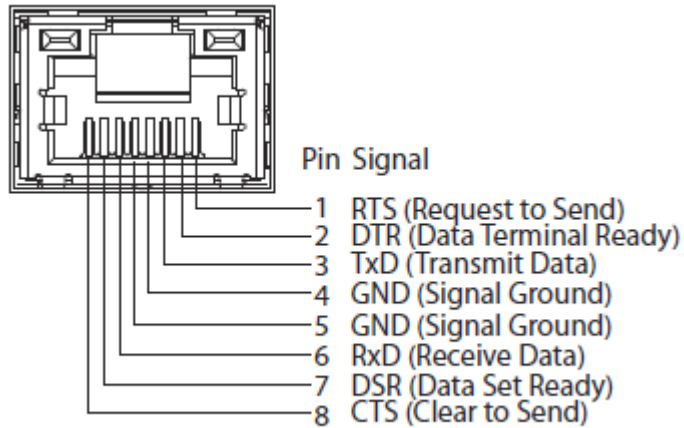 Pin Signal
1 RTS (Request to Send)
2 DTR (Data Terminal Ready)
3 TxD (Transmit Data)
4 GND (Signal Ground)
5 GND (Signal Ground)
6 RxD (Receive Data)
7 DSR (Data Set Ready)
8 CTS (Clear to Send)